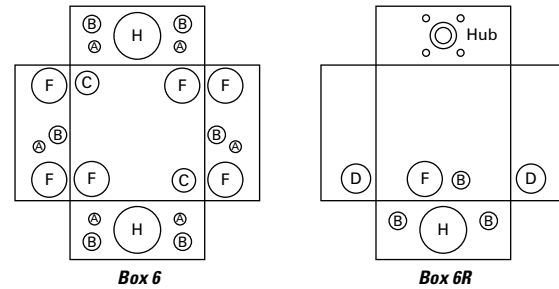 B H B
A A
F C F F
B B
A A
F F C F
A H A
B B
Box 6
Hub
D F B D
B H B
Box 6R